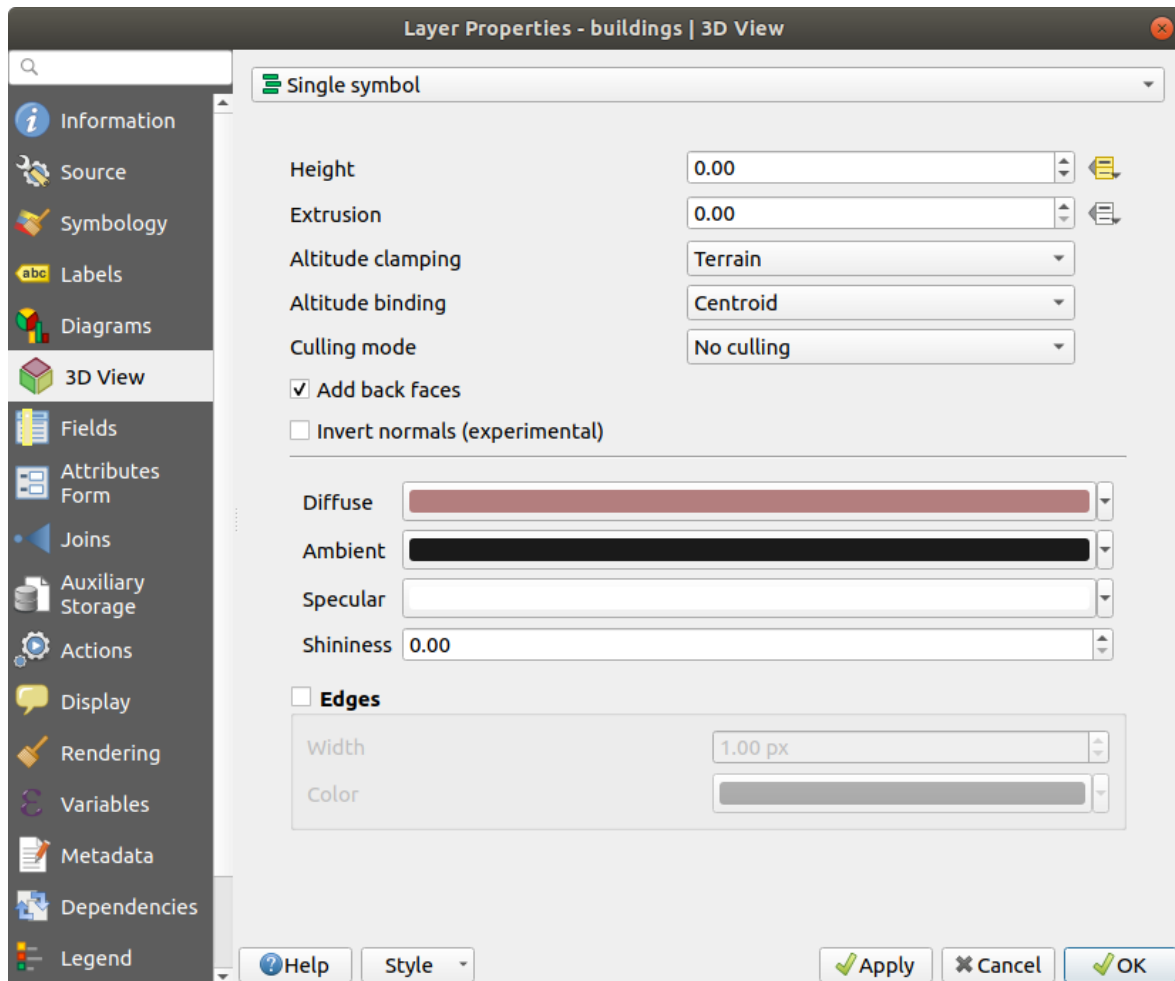 Layer Properties - buildings | 3D View
Information
Source
Symbology
abc Labels
Diagrams
3D View
Fields
Attributes
Form
Joins
Auxiliary
Storage
Actions
Display
Rendering
Variables
Metadata
Dependencies
Legend
Single symbol
Height 0.00
Extrusion 0.00
Altitude clamping Terrain
Altitude binding Centroid
Culling mode No culling
Add back faces
Invert normals (experimental)
Diffuse
Ambient
Specular
Shininess 0.00
Edges
Width 1.00 px
Color
Help Style Apply Cancel OK